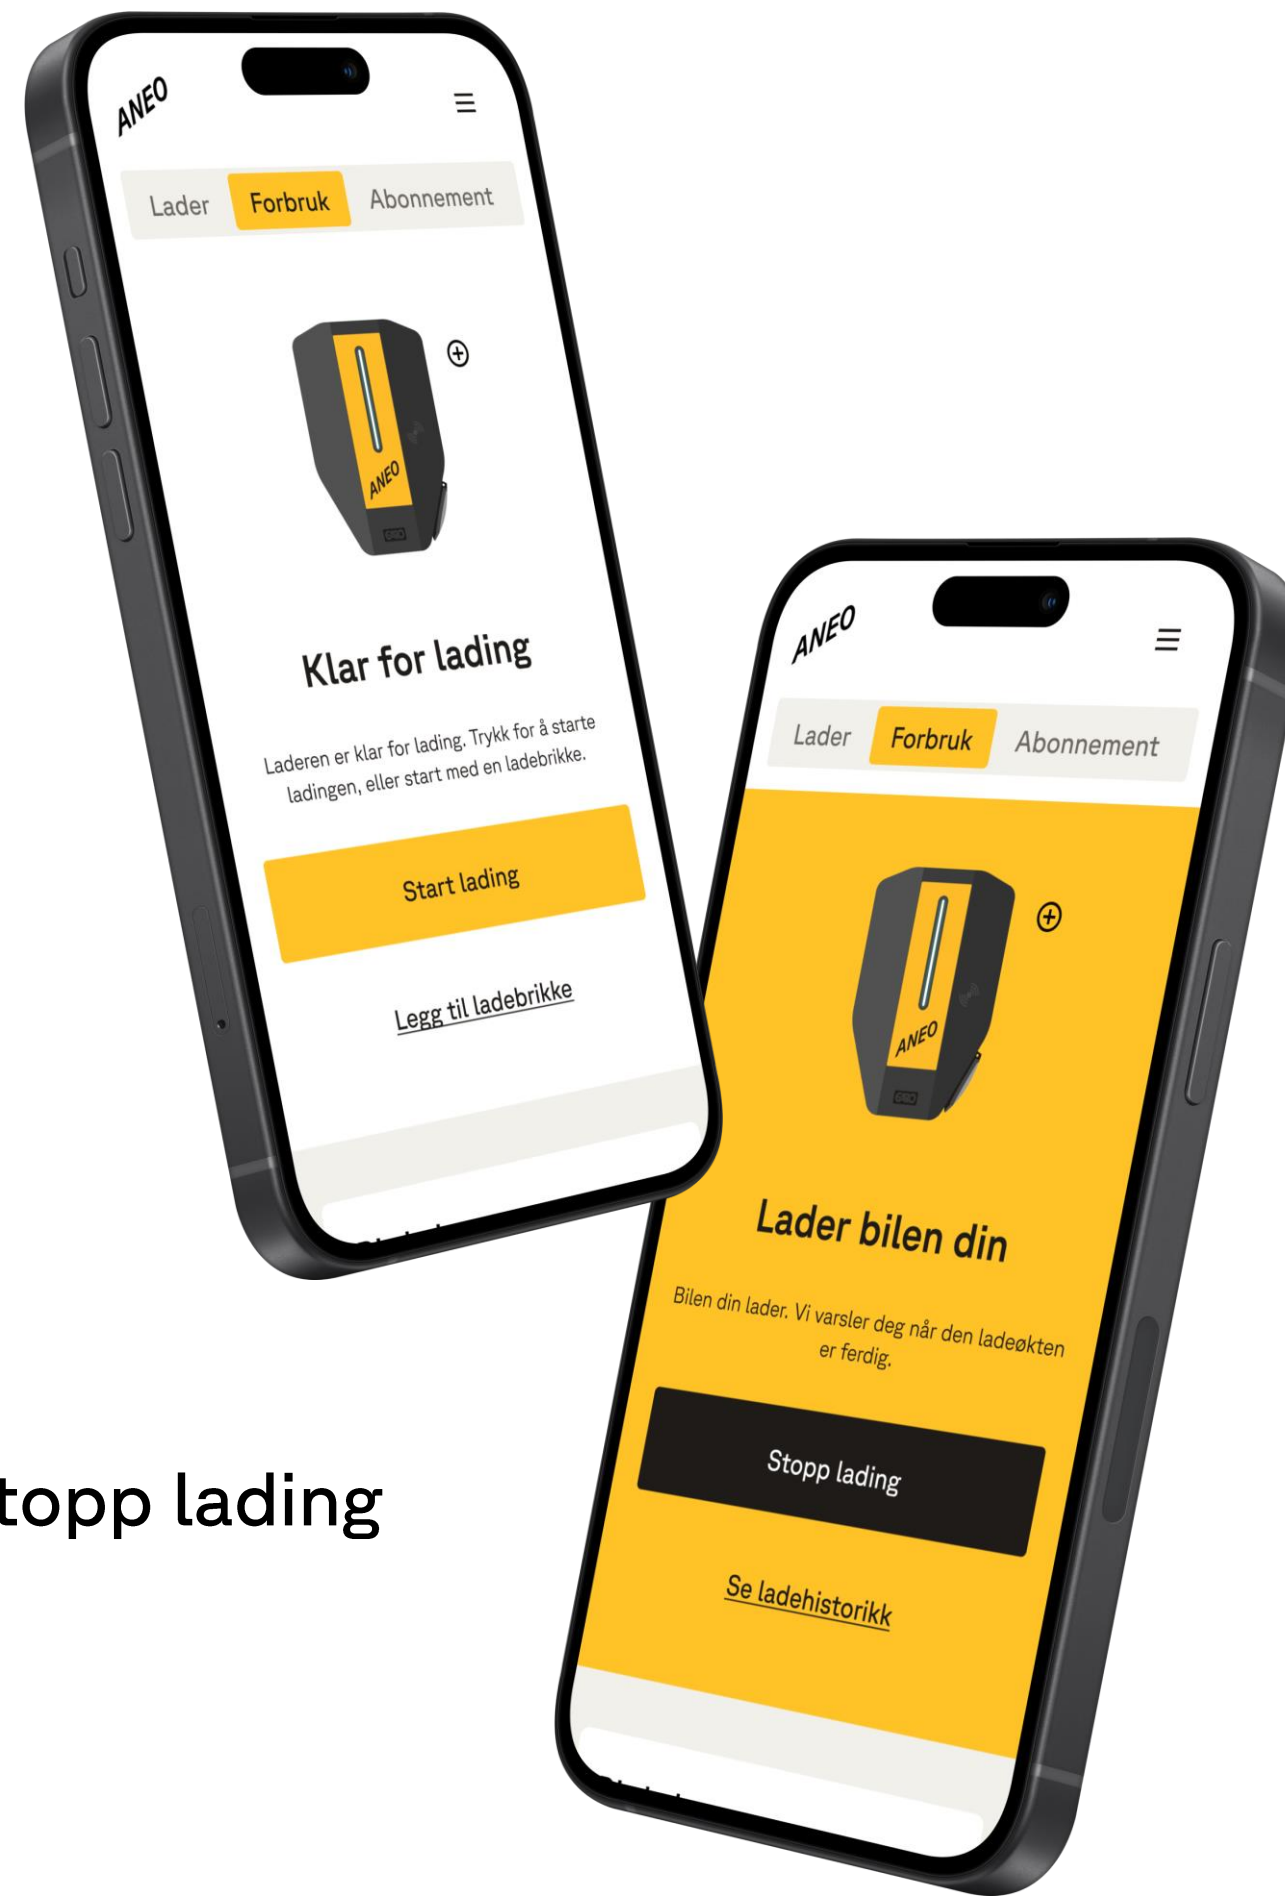 ANEO
Lader Forbruk Abonnement
ANEO
Klar for lading
Laderen er klar for lading. Trykk for å starte
ladingen, eller start med en ladebrikke.
Start lading
Legg til ladebrikke
ANEO
Lader Forbruk Abonnement
ANEO
Lader bilen din
Bilen din lader. Vi varsler deg når den ladeøkten
er ferdig.
Stopp lading
Se ladehistorikk
topp lading